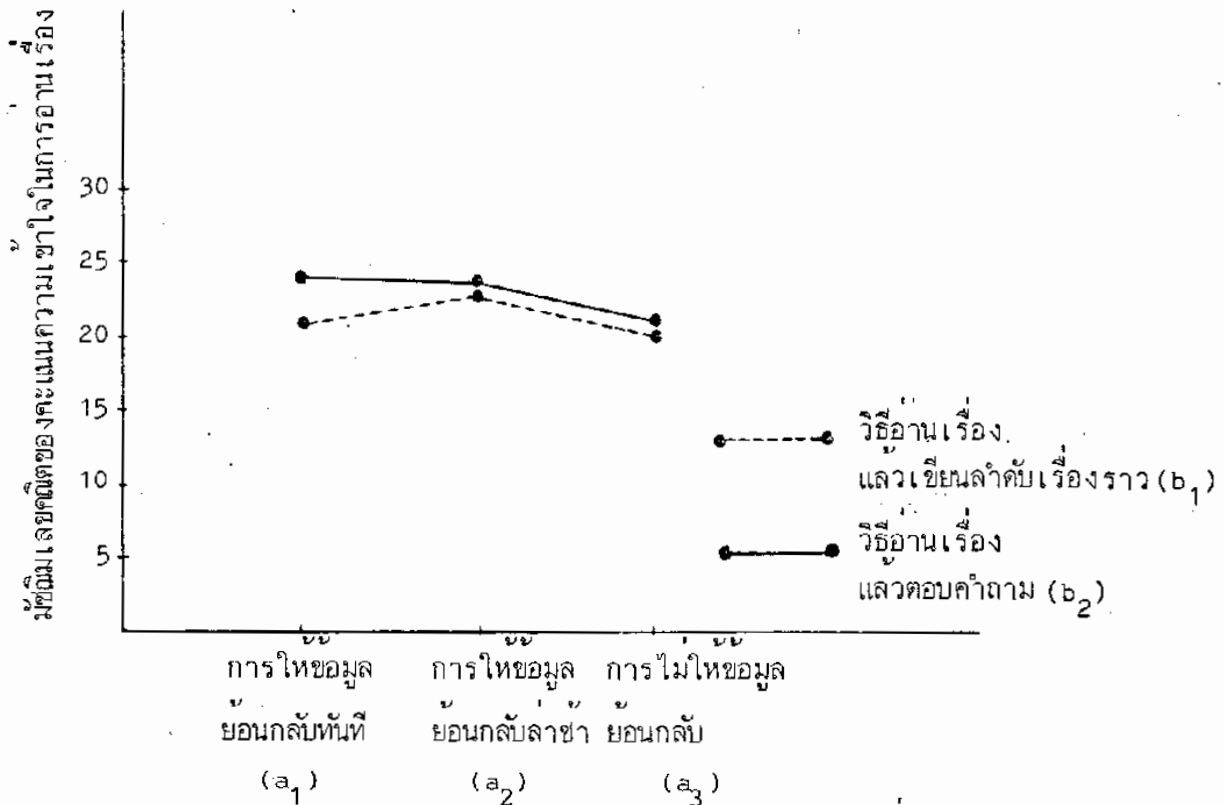 มัชฌิมเลขคณิตของคะแนนความเข้าใจในการอ่านเรื่อง
30
25
20
15
10
5
วิธีอ่านเรื่อง
แล้วเขียนลำดับเรื่องราว (b₁)
วิธีอ่านเรื่อง
แล้วตอบคำถาม (b₂)
การให้ข้อมูล การให้ข้อมูล การไม่ให้ข้อมูล
ย้อนกลับทันที ย้อนกลับล่าช้า ย้อนกลับ
(a₁) (a₂) (a₃)